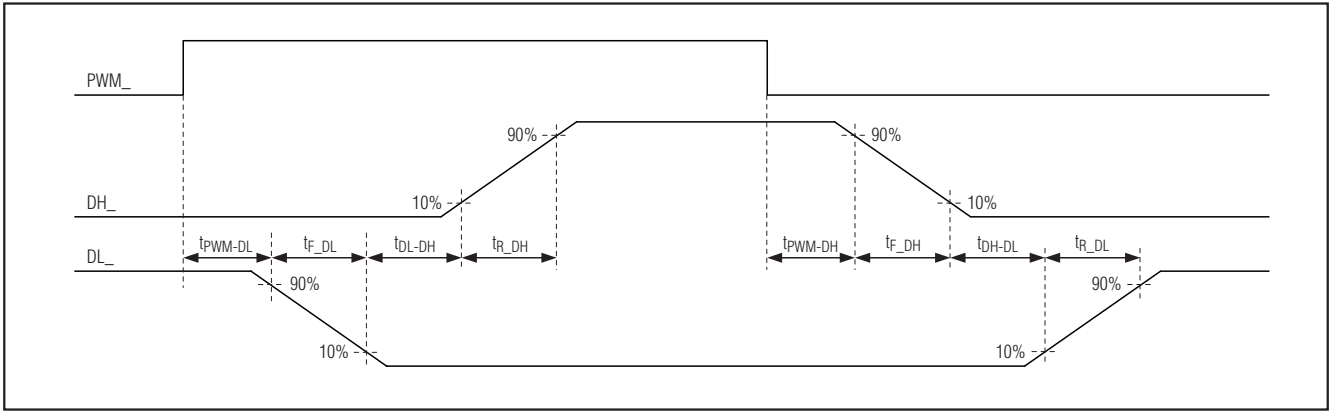 PWM_
90%
90%
DH_
10%
10%
tPWM-DL
tF_DL
tDL-DH
tR_DH
tPWM-DH
tF_DH
tDH-DL
tR_DL
DL_
90%
90%
10%
10%